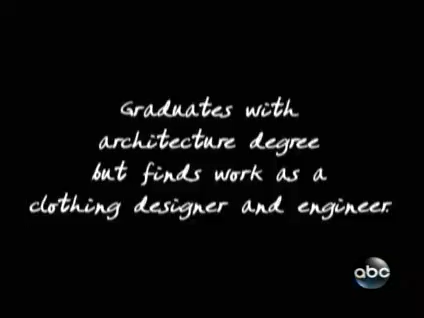 Graduates with
architecture degree
but finds work as a
clothing designer and engineer.
abc